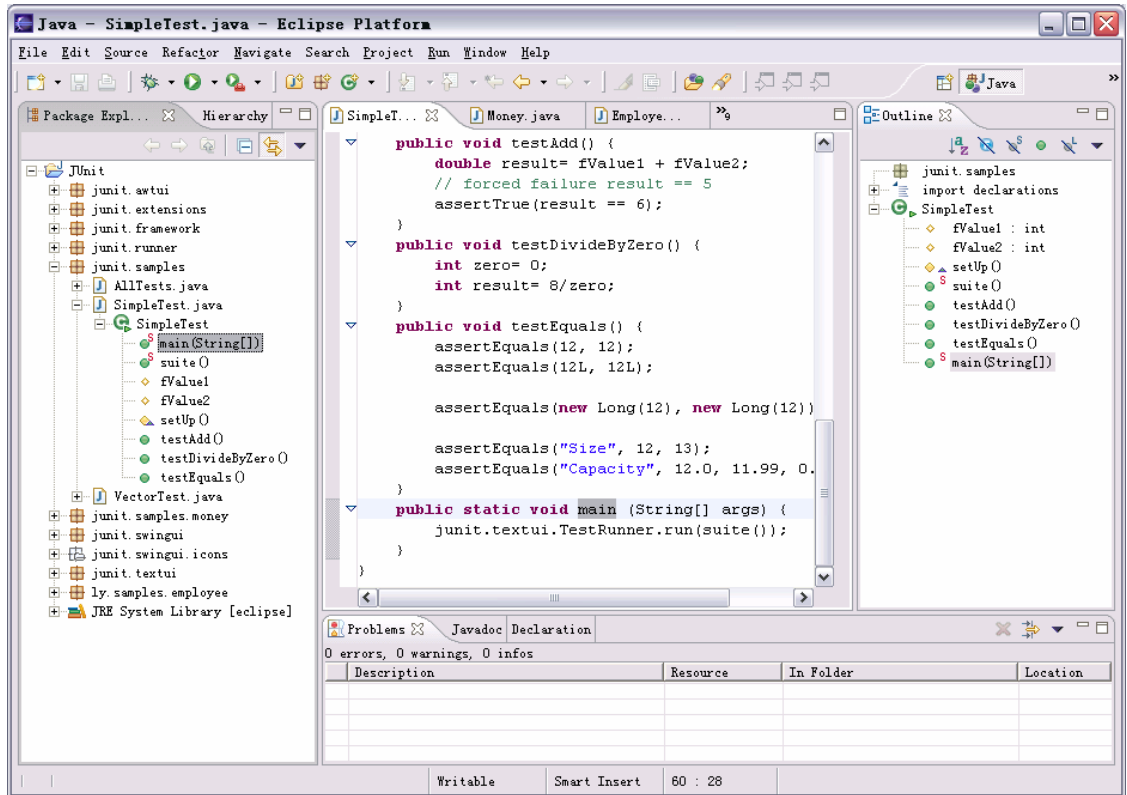 Java - SimpleTest.java - Eclipse Platform
File Edit Source Refactor Navigate Search Project Run Window Help
Java
»
Package Expl... Hierarchy
JUnit
junit.awtui
junit.extensions
junit.framework
junit.runner
junit.samples
AllTests.java
SimpleTest.java
SimpleTest
main(String[])
suite()
fValue1
fValue2
setUp()
testAdd()
testDivideByZero()
testEquals()
VectorTest.java
junit.samples.money
junit.swingui
junit.swingui.icons
junit.textui
ly.samples.employee
JRE System Library [eclipse]
SimpleT... Money.java Employe... »9
public void testAdd() {
double result= fValue1 + fValue2;
// forced failure result == 5
assertTrue(result == 6);
}
public void testDivideByZero() {
int zero= 0;
int result= 8/zero;
}
public void testEquals() {
assertEquals(12, 12);
assertEquals(12L, 12L);
assertEquals(new Long(12), new Long(12))
assertEquals("Size", 12, 13);
assertEquals("Capacity", 12.0, 11.99, 0.
}
public static void main (String[] args) {
junit.textui.TestRunner.run(suite());
}
}
Outline
junit.samples
import declarations
SimpleTest
fValue1 : int
fValue2 : int
setUp()
suite()
testAdd()
testDivideByZero()
testEquals()
main(String[])
Problems Javadoc Declaration
0 errors, 0 warnings, 0 infos
Description Resource In Folder Location
Writable Smart Insert 60 : 28